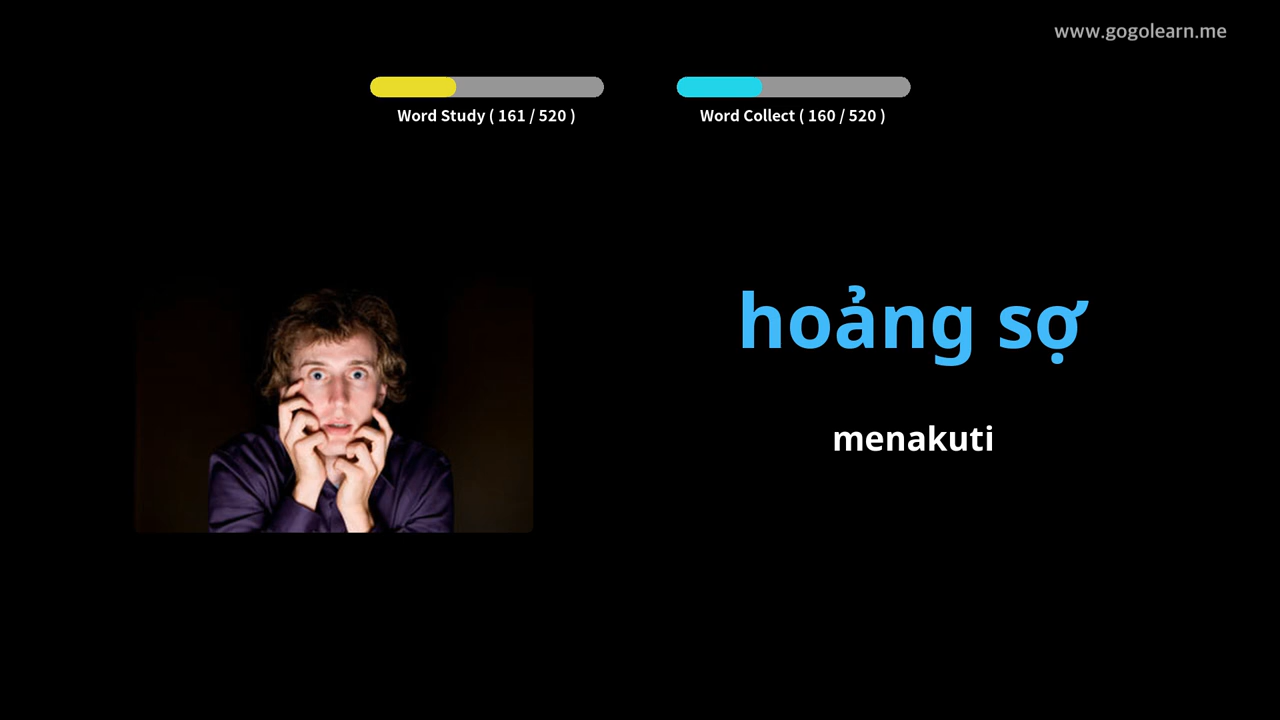 www.gogolearn.me
Word Study ( 161 / 520 )
Word Collect ( 160 / 520 )
hoảng sợ
menakuti